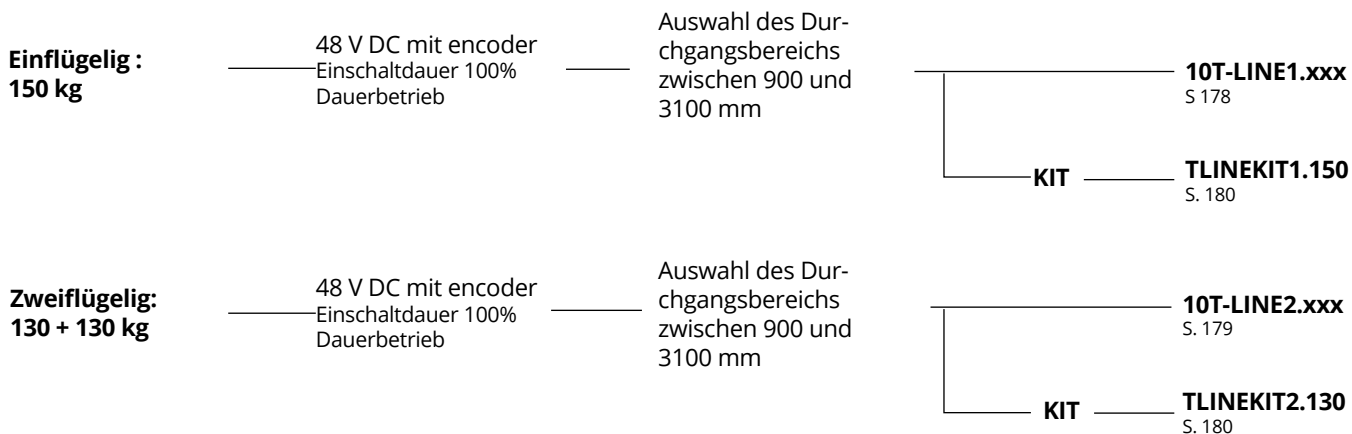 Einflügelig :
150 kg
48 V DC mit encoder
Einschaltdauer 100%
Dauerbetrieb
Auswahl des Dur-
chgangsbereichs
zwischen 900 und
3100 mm
10T-LINE1.xxx
S 178
KIT
TLINEKIT1.150
S. 180
Zweiflügelig:
130 + 130 kg
48 V DC mit encoder
Einschaltdauer 100%
Dauerbetrieb
Auswahl des Dur-
chgangsbereichs
zwischen 900 und
3100 mm
10T-LINE2.xxx
S. 179
KIT
TLINEKIT2.130
S. 180